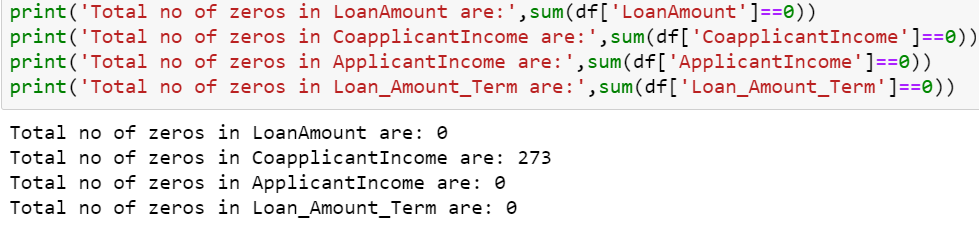 print('Total no of zeros in LoanAmount are:',sum(df['LoanAmount']==0))
print('Total no of zeros in CoapplicantIncome are:',sum(df['CoapplicantIncome']==0))
print('Total no of zeros in ApplicantIncome are:',sum(df['ApplicantIncome']==0))
print('Total no of zeros in Loan_Amount_Term are:',sum(df['Loan_Amount_Term']==0))
Total no of zeros in LoanAmount are: 0
Total no of zeros in CoapplicantIncome are: 273
Total no of zeros in ApplicantIncome are: 0
Total no of zeros in Loan_Amount_Term are: 0